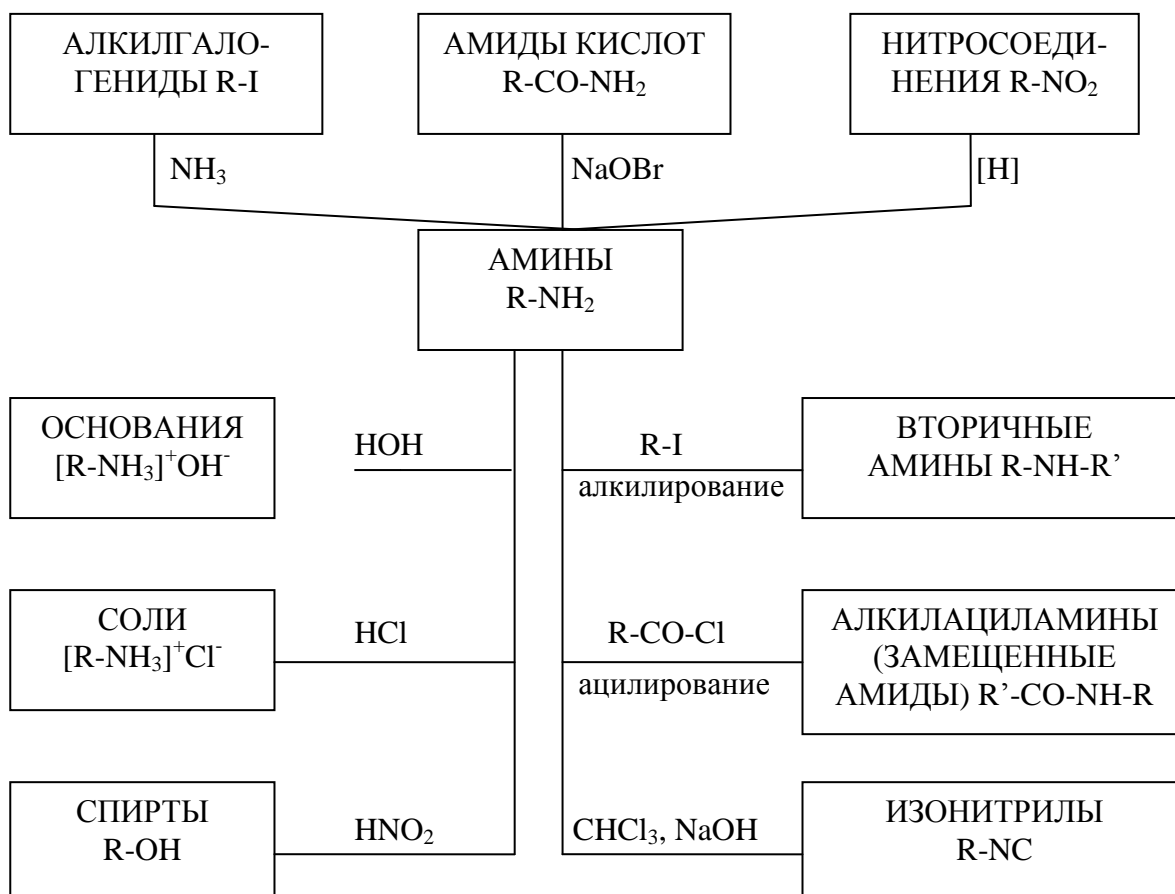 АЛКИЛГАЛО-
ГЕНИДЫ R-I
АМИДЫ КИСЛОТ
R-CO-NH₂
НИТРОСОЕДИ-
НЕНИЯ R-NO₂
NH₃
NaOBr
[H]
АМИНЫ
R-NH₂
ОСНОВАНИЯ
[R-NH₃]⁺OH⁻
HOH
R-I
алкилирование
ВТОРИЧНЫЕ
АМИНЫ R-NH-R’
СОЛИ
[R-NH₃]⁺Cl⁻
HCl
R-CO-Cl
ацилирование
АЛКИЛАЦИЛАМИНЫ
(ЗАМЕЩЕННЫЕ
АМИДЫ) R’-CO-NH-R
СПИРТЫ
R-OH
HNO₂
CHCl₃, NaOH
ИЗОНИТРИЛЫ
R-NC